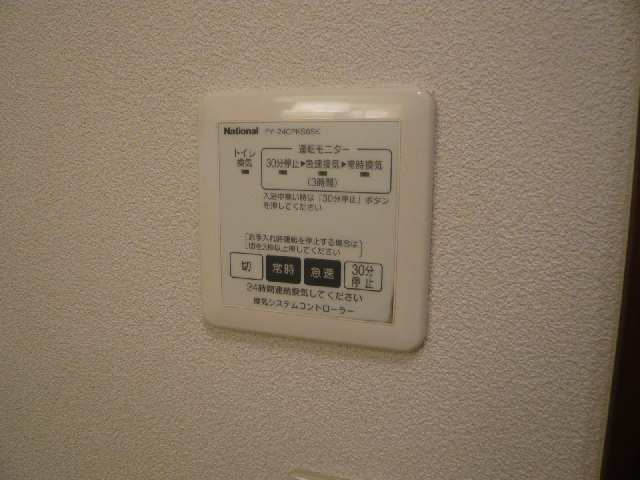 National FY-24CPKS65K
運転モニター
トイレ
換気
30分停止▶急速換気▶常時換気
(3時間)
入浴中寒い時は「30分停止」ボタン
を押してください
お手入れ時運転を停止する場合は
切を3秒以上押してください
切 常時 急速 30分
停止
24時間連続換気してください
換気システムコントローラー